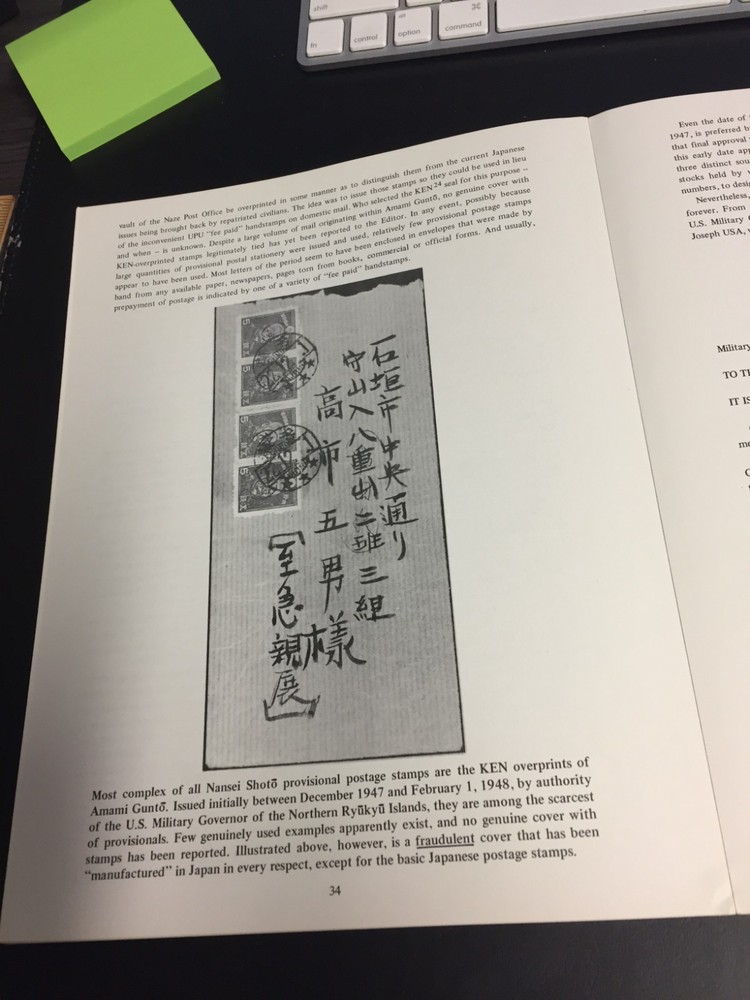 shift
fn
control
alt
option
⌘
command
vault of the Naze Post Office be overprinted in some manner as to distinguish them from the current Japanese
issues being brought back by repatriated civilians. The idea was to issue those stamps so they could be used in lieu
of the inconvenient UPU "fee paid" handstamps on domestic mail. Who selected the KEN24 seal for this purpose –
and when – is unknown. Despite a large volume of mail originating within Amami Guntō, no genuine cover with
KEN-overprinted stamps legitimately tied has yet been reported to the Editor. In any event, possibly because
large quantities of provisional postal stationery were issued and used, relatively few provisional postage stamps
appear to have been used. Most letters of the period seem to have been enclosed in envelopes that were made by
hand from any available paper, newspapers, pages torn from books, commercial or official forms. And usually,
prepayment of postage is indicated by one of a variety of "fee paid" handstamps.
石垣市中央通り
守山入八重
三組
高市五男様
「至急親展」
5
5
5
5
Most complex of all Nansei Shotō provisional postage stamps are the KEN overprints of
Amami Guntō. Issued initially between December 1947 and February 1, 1948, by authority
of the U.S. Military Governor of the Northern Ryūkyū Islands, they are among the scarcest
of provisionals. Few genuinely used examples apparently exist, and no genuine cover with
stamps has been reported. Illustrated above, however, is a fraudulent cover that has been
"manufactured" in Japan in every respect, except for the basic Japanese postage stamps.
34
Even the date of
1947, is preferred b
that final approval
this early date app
three distinct sou
stocks held by
numbers, to desig
Nevertheless,
forever. From
U.S. Military
Joseph USA,
Military
TO TH
IT IS
me